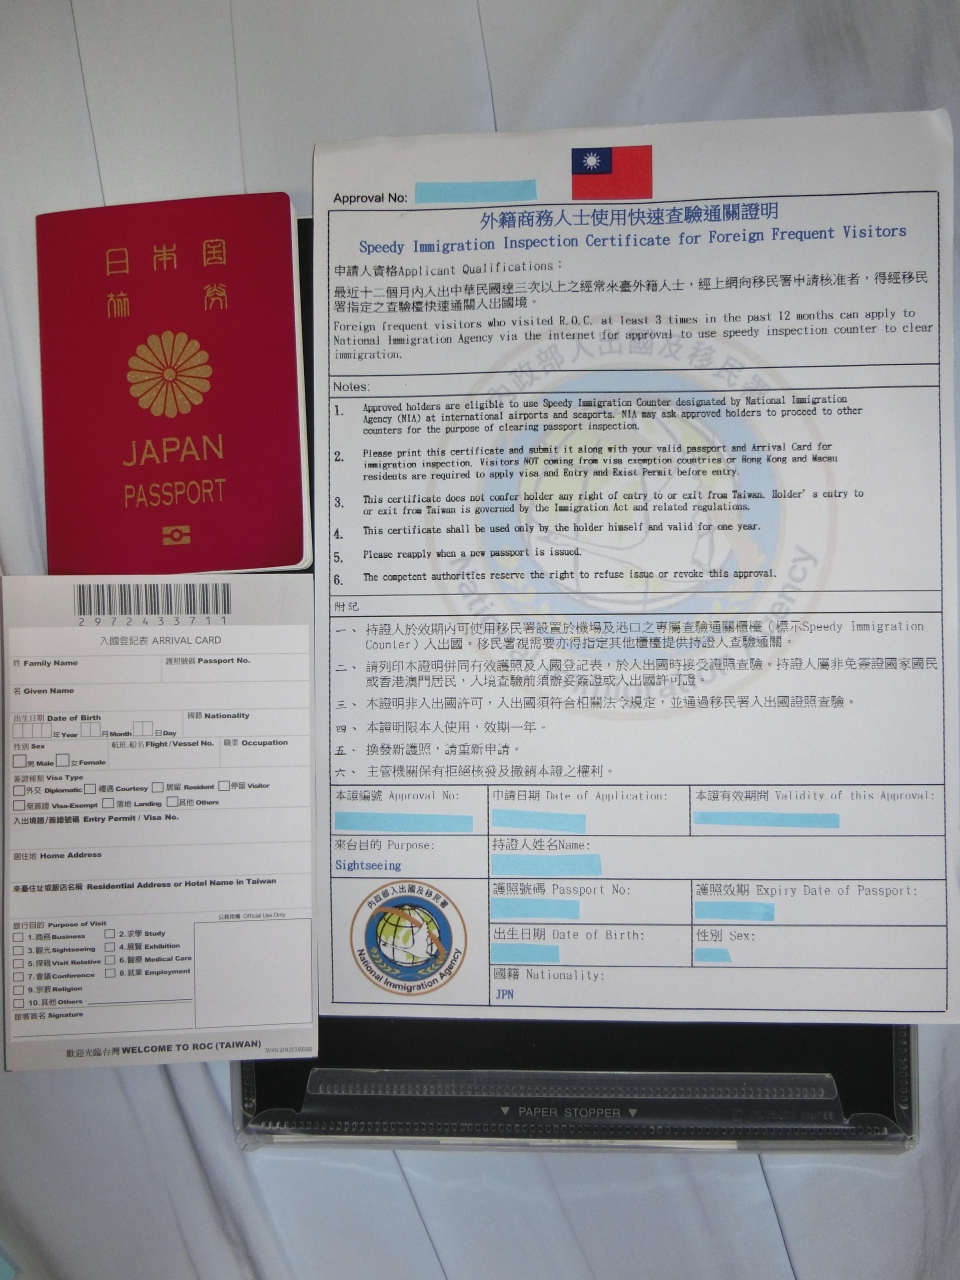 日本国
旅券
JAPAN
PASSPORT
Approval No:
外籍商務人士使用快速查驗通關證明
Speedy Immigration Inspection Certificate for Foreign Frequent Visitors
申請人資格Applicant Qualifications：
最近十二個月內入出中華民國達三次以上之經常來臺外籍人士，經上網向移民署申請核准者，得經移民
署指定之查驗檯快速通關入出國境。
Foreign frequent visitors who visited R.O.C. at least 3 times in the past 12 months can apply to
National Immigration Agency via the internet for approval to use speedy inspection counter to clear
immigration.
Notes:
1. Approved holders are eligible to use Speedy Immigration Counter designated by National Immigration
Agency (NIA) at international airports and seaports. NIA may ask approved holders to proceed to other
counters for the purpose of clearing passport inspection.
2. Please print this certificate and submit it along with your valid passport and Arrival Card for
immigration inspection. Visitors NOT coming from visa exemption countries or Hong Kong and Macau
residents are required to apply visa and Entry and Exist Permit before entry.
3. This certificate does not confer holder any right of entry to or exit from Taiwan. Holder's entry to
or exit from Taiwan is governed by the Immigration Act and related regulations.
4. This certificate shall be used only by the holder himself and valid for one year.
5. Please reapply when a new passport is issued.
6. The competent authorities reserve the right to refuse issue or revoke this approval.
附記
一、持證人於效期內可使用移民署設置於機場及港口之專屬查驗通關櫃檯（標示Speedy Immigration
Counter）入出國。移民署視需要亦得指定其他櫃檯提供持證人查驗通關。
二、請列印本證明併同有效護照及入國登記表，於入出國時接受證照查驗。持證人屬非免簽證國家國民
或香港澳門居民，入境查驗前須辦妥簽證或入出國許可證。
三、本證明非入出國許可，入出國須符合相關法令規定，並通過移民署入出國證照查驗。
四、本證明限本人使用、效期一年。
五、換發新護照，請重新申請。
六、主管機關保有拒絕核發及撤銷本證之權利。
本證編號 Approval No:
申請日期 Date of Application:
本證有效期間 Validity of this Approval:
來台目的 Purpose:
Sightseeing
持證人姓名Name:
護照號碼 Passport No:
護照效期 Expiry Date of Passport:
出生日期 Date of Birth:
性別 Sex:
國籍 Nationality:
JPN
內政部入出國及移民署
National Immigration Agency
內政部入出國及移民署
National Immigration Agency
2972433711
入國登記表 ARRIVAL CARD
姓 Family Name
護照號碼 Passport No.
名 Given Name
出生日期 Date of Birth
年Year 月Month 日Day
國籍 Nationality
性別 Sex
男 Male 女 Female
航班.船名 Flight / Vessel No.
職業 Occupation
簽證種類 Visa Type
外交 Diplomatic 禮遇 Courtesy 居留 Resident 停留 Visitor
免簽證 Visa-Exempt 落地 Landing 其他 Others
入出境證/簽證號碼 Entry Permit / Visa No.
居住地 Home Address
來臺住址或飯店名稱 Residential Address or Hotel Name in Taiwan
旅行目的 Purpose of Visit
公務用欄 Official Use Only
1.商務 Business 2.求學 Study
3.觀光 Sightseeing 4.展覽 Exhibition
5.探親 Visit Relative 6.醫療 Medical Care
7.會議 Conference 8.就業 Employment
9.宗教 Religion
10.其他 Others
旅客簽名 Signature
歡迎光臨台灣 WELCOME TO ROC (TAIWAN)
▼ PAPER STOPPER ▼